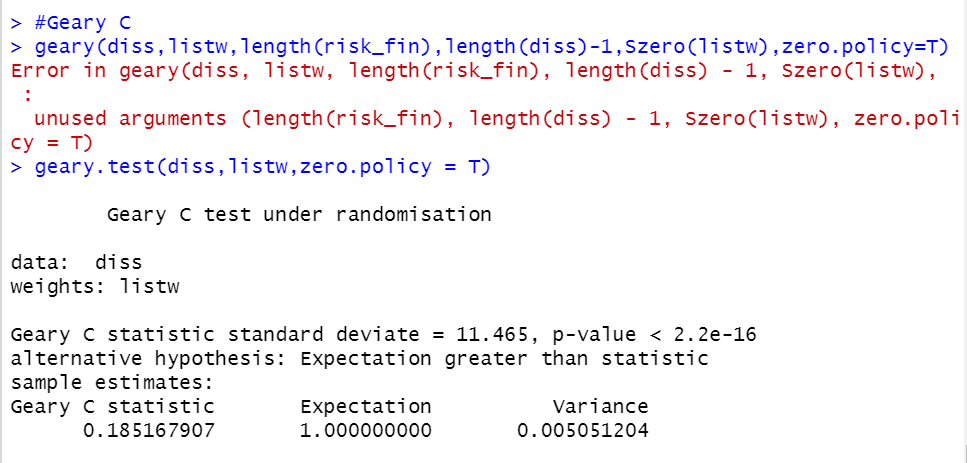 > #Geary C
> geary(diss,listw,length(risk_fin),length(diss)-1,Szero(listw),zero.policy=T)
Error in geary(diss, listw, length(risk_fin), length(diss) - 1, Szero(listw),
 :
  unused arguments (length(risk_fin), length(diss) - 1, Szero(listw), zero.poli
cy = T)
> geary.test(diss,listw,zero.policy = T)
Geary C test under randomisation
data:  diss
weights: listw
Geary C statistic standard deviate = 11.465, p-value < 2.2e-16
alternative hypothesis: Expectation greater than statistic
sample estimates:
Geary C statistic       Expectation          Variance
      0.185167907       1.000000000       0.005051204